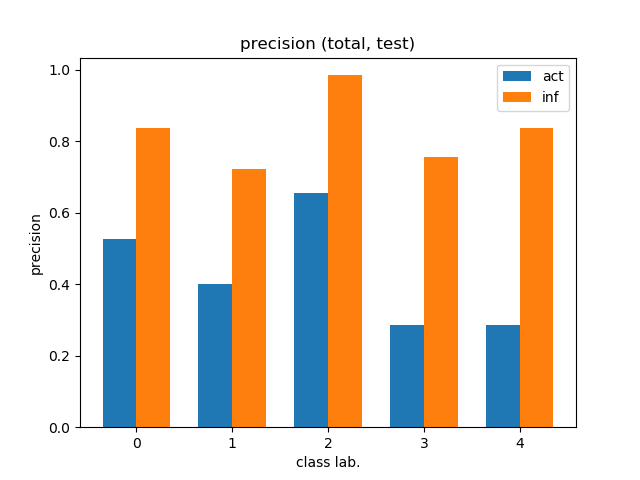 precision (total, test)
1.0
0.8
0.6
0.4
0.2
0.0
precision
act
inf
0 1 2 3 4
class lab.